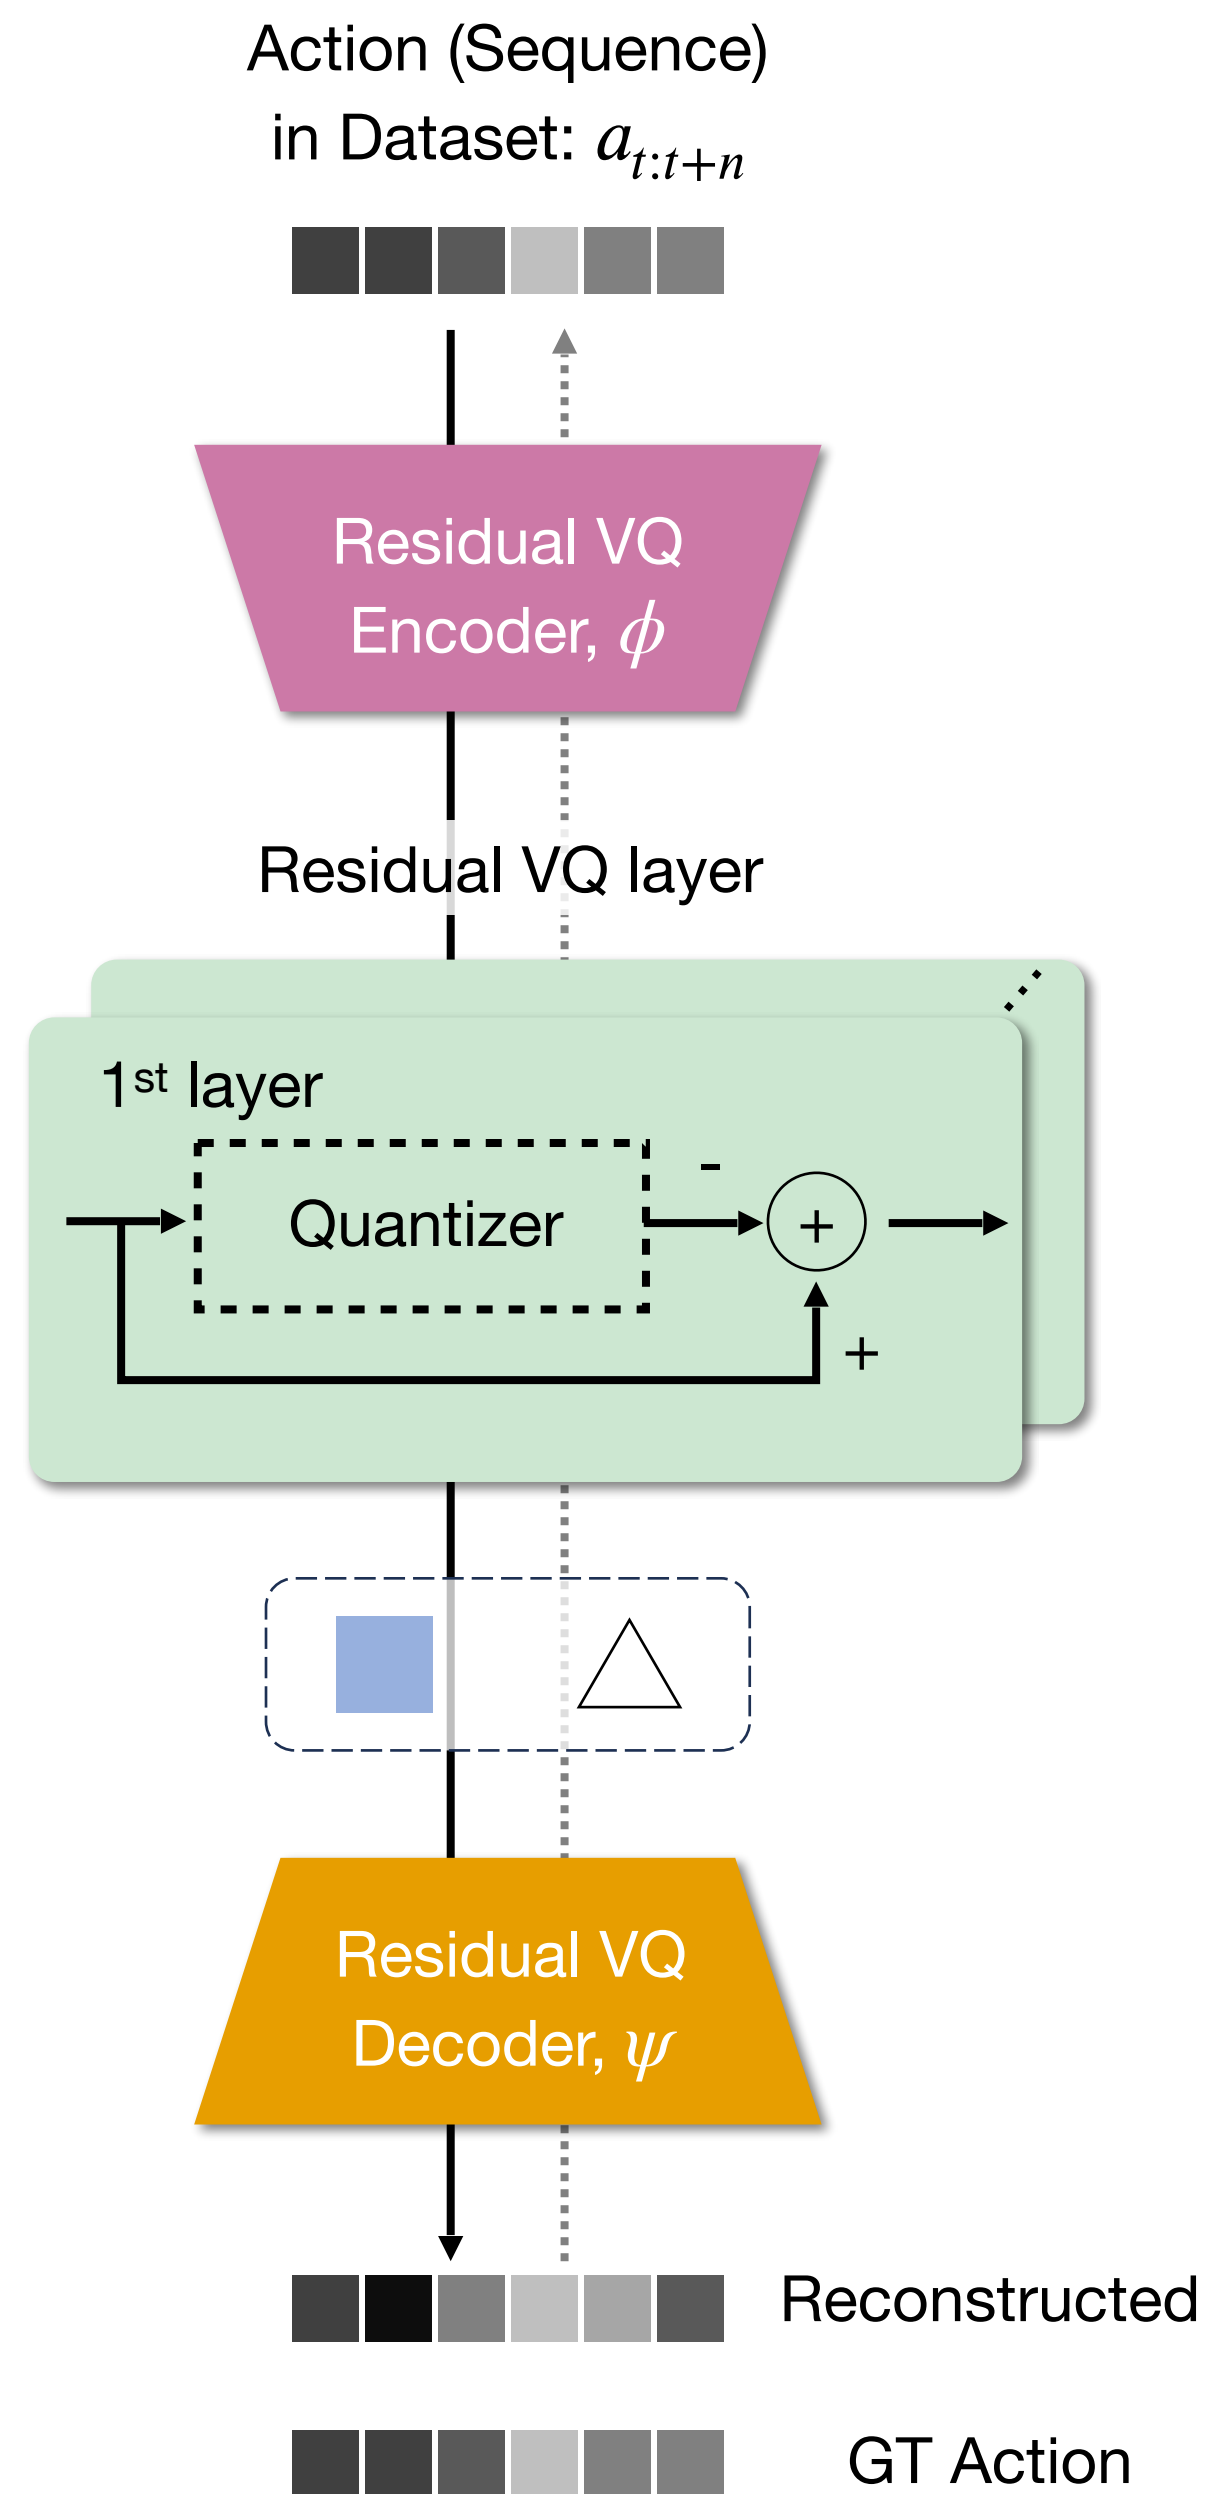 Action (Sequence)
in Dataset: a_{t:t+n}
Residual VQ
Encoder, ϕ
Residual VQ layer
1st layer
Quantizer
-
+
+
Residual VQ
Decoder, ψ
Reconstructed
GT Action